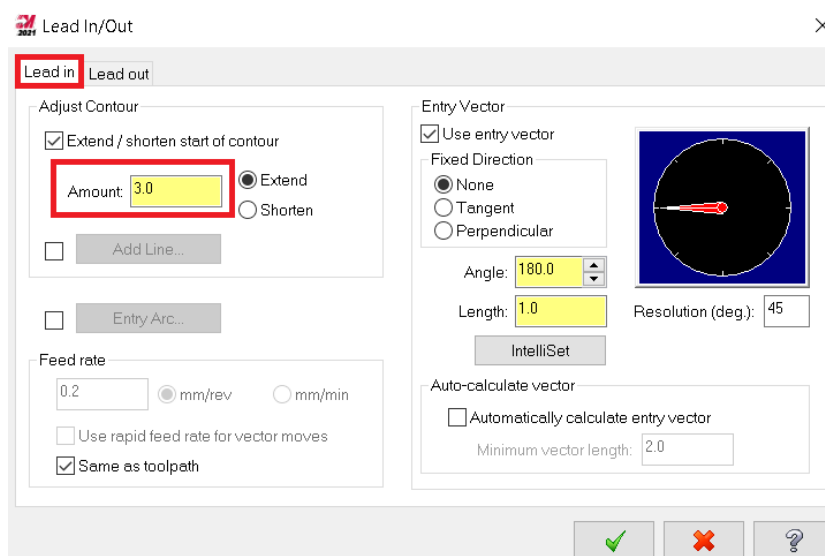 2021 Lead In/Out
Lead in Lead out
Adjust Contour
Extend / shorten start of contour
Amount: 3.0
Extend
Shorten
Add Line...
Entry Arc...
Feed rate
0.2 mm/rev mm/min
Use rapid feed rate for vector moves
Same as toolpath
Entry Vector
Use entry vector
Fixed Direction
None
Tangent
Perpendicular
Angle: 180.0
Length: 1.0 Resolution (deg.): 45
IntelliSet
Auto-calculate vector
Automatically calculate entry vector
Minimum vector length: 2.0